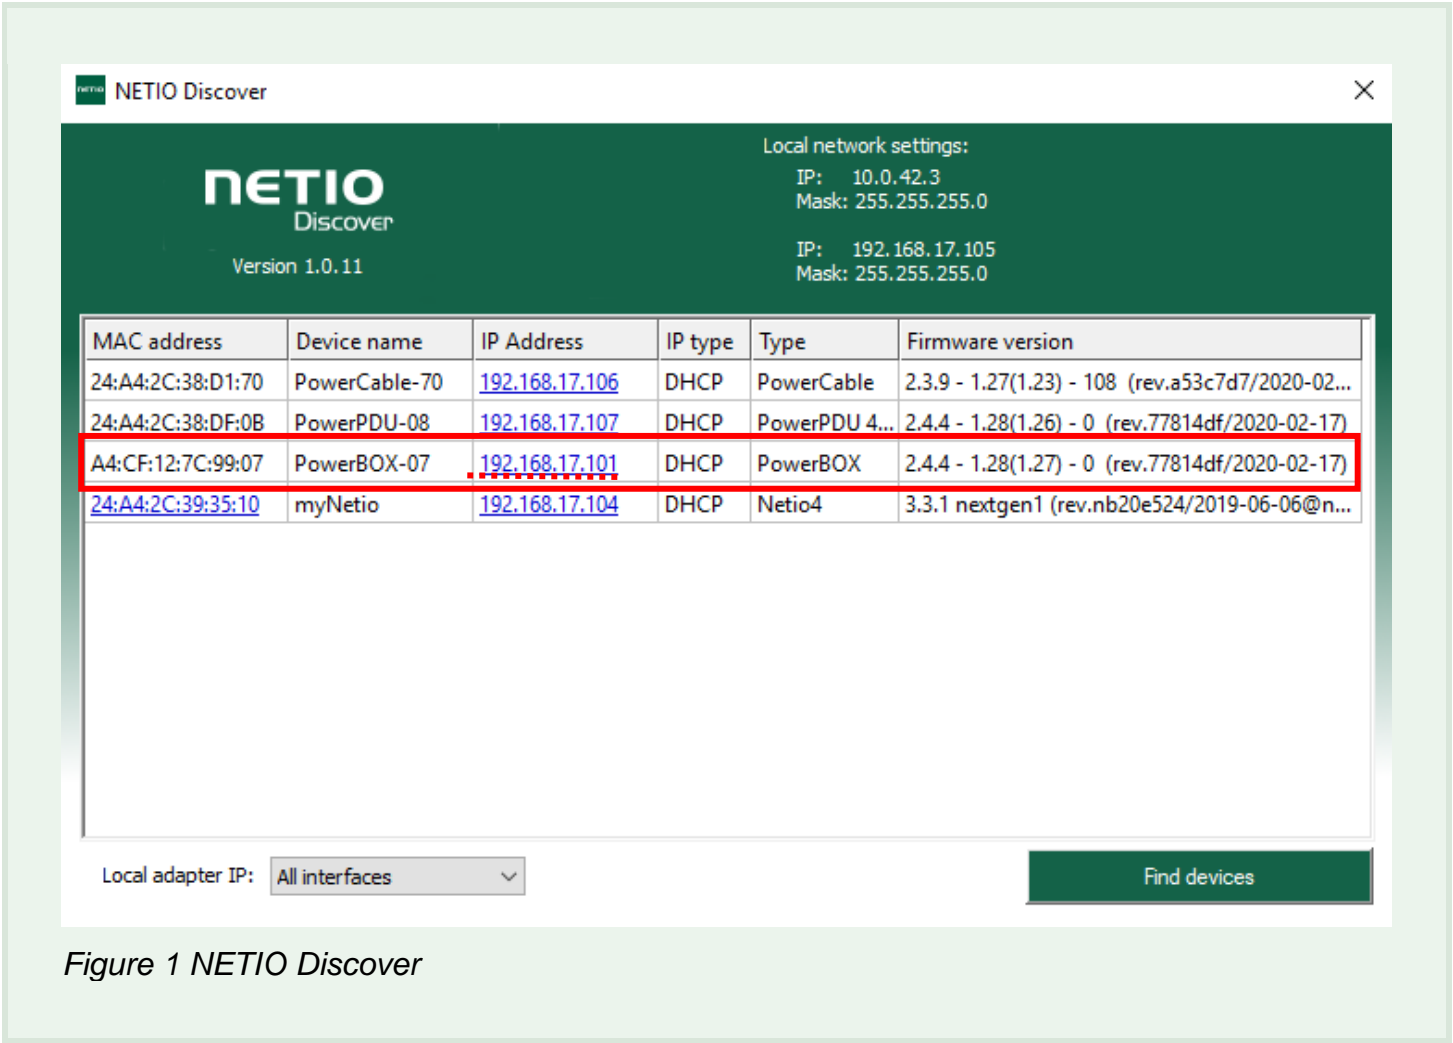 netio NETIO Discover
NETIO
Discover
Version 1.0.11
Local network settings:
IP: 10.0.42.3
Mask: 255.255.255.0
IP: 192.168.17.105
Mask: 255.255.255.0
MAC address Device name IP Address IP type Type Firmware version
24:A4:2C:38:D1:70 PowerCable-70 192.168.17.106 DHCP PowerCable 2.3.9 - 1.27(1.23) - 108 (rev.a53c7d7/2020-02...
24:A4:2C:38:DF:0B PowerPDU-08 192.168.17.107 DHCP PowerPDU 4... 2.4.4 - 1.28(1.26) - 0 (rev.77814df/2020-02-17)
A4:CF:12:7C:99:07 PowerBOX-07 192.168.17.101 DHCP PowerBOX 2.4.4 - 1.28(1.27) - 0 (rev.77814df/2020-02-17)
24:A4:2C:39:35:10 myNetio 192.168.17.104 DHCP Netio4 3.3.1 nextgen1 (rev.nb20e524/2019-06-06@n...
Local adapter IP: All interfaces Find devices
Figure 1 NETIO Discover